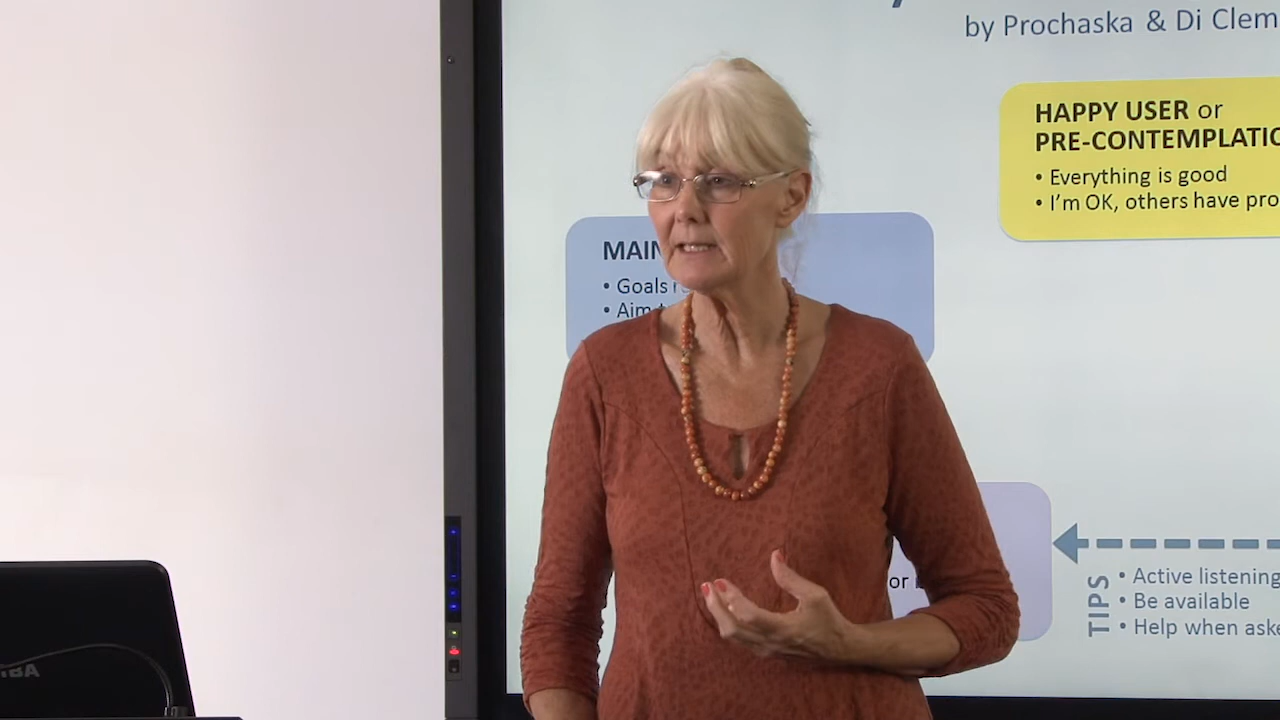 by Prochaska & Di Clem
HAPPY USER or
PRE-CONTEMPLATIO
• Everything is good
• I'm OK, others have pro
MAIN
• Goals
• Aim
or
TIPS
• Active listening
• Be available
• Help when aske